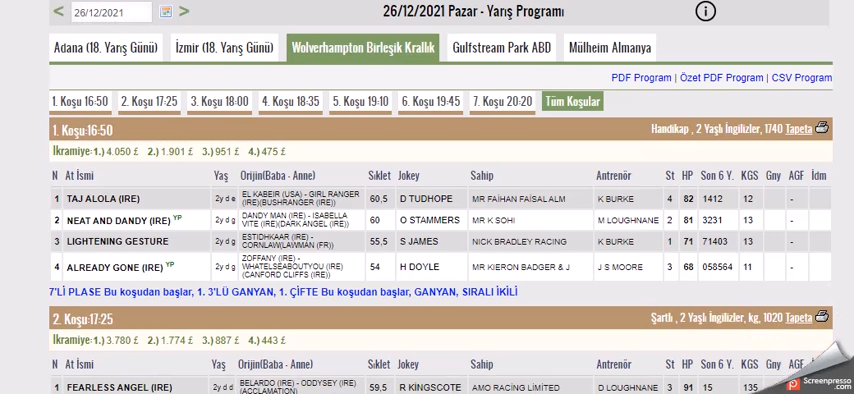 26/12/2021
26/12/2021 Pazar - Yarış Programı
Adana (18. Yarış Günü) İzmir (18. Yarış Günü) Wolverhampton Birleşik Krallık Gulfstream Park ABD Mülheim Almanya
PDF Program | Özet PDF Program | CSV Program
1. Koşu 16:50 2. Koşu 17:25 3. Koşu 18:00 4. Koşu 18:35 5. Koşu 19:10 6. Koşu 19:45 7. Koşu 20:20 Tüm Koşular
1. Koşu:16:50 Handikap , 2 Yaşlı İngilizler, 1740 Tapeta
İkramiye:1.) 4.050 £ 2.) 1.901 £ 3.) 951 £ 4.) 475 £
N At İsmi Yaş Orijin(Baba - Anne) Sıklet Jokey Sahip Antrenör St HP Son 6 Y. KGS Gny AGF İdm
1 TAJ ALOLA (IRE) 2y d e EL KABEIR (USA) - GIRL RANGER (IRE)(BUSHRANGER (IRE)) 60,5 D TUDHOPE MR FAİHAN FAİSAL ALM K BURKE 4 82 1412 12 -
2 NEAT AND DANDY (IRE) YP 2y d g DANDY MAN (IRE) - ISABELLA VITE (IRE)(DARK ANGEL (IRE)) 60 O STAMMERS MR K SOHI M LOUGHNANE 2 81 3231 13 -
3 LIGHTENING GESTURE 2y d g ESTIDHKAAR (IRE) - CORNLAW(LAWMAN (FR)) 55,5 S JAMES NICK BRADLEY RACING K BURKE 1 71 71403 13 -
4 ALREADY GONE (IRE) YP 2y d g ZOFFANY (IRE) - WHATELSEABOUTYOU (IRE)(CANFORD CLIFFS (IRE)) 54 H DOYLE MR KIERON BADGER & J J S MOORE 3 68 058564 11 -
7'Lİ PLASE Bu koşudan başlar, 1. 3'LÜ GANYAN, 1. ÇİFTE Bu koşudan başlar, GANYAN, SIRALI İKİLİ
2. Koşu:17:25 Şartlı , 2 Yaşlı İngilizler, kg, 1020 Tapeta
İkramiye:1.) 3.780 £ 2.) 1.774 £ 3.) 887 £ 4.) 443 £
N At İsmi Yaş Orijin(Baba - Anne) Sıklet Jokey Sahip Antrenör St HP Son 6 Y. KGS Gny AGF
1 FEARLESS ANGEL (IRE) 2y d d BELARDO (IRE) - ODDYSEY (IRE)(ACCLAMATION) 59,5 R KİNGSCOTE AMO RACİNG LİMİTED D LOUGHNANE 3 91 15 135
Screenpresso.com